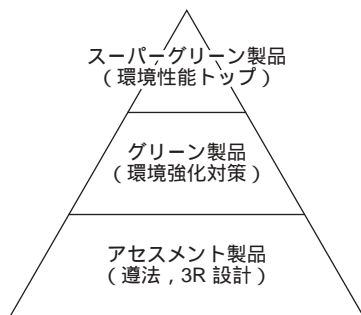 スーパーグリーン製品
（環境性能トップ）
グリーン製品
（環境強化対策）
アセスメント製品
（遵法，3R 設計）